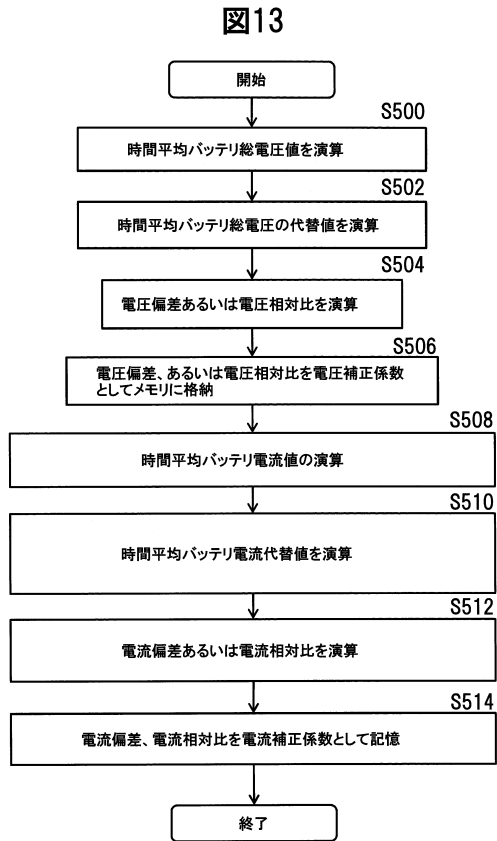 図13
開始
S500
時間平均バッテリ総電圧値を演算
S502
時間平均バッテリ総電圧の代替値を演算
S504
電圧偏差あるいは電圧相対比を演算
S506
電圧偏差、あるいは電圧相対比を電圧補正係数
としてメモリに格納
S508
時間平均バッテリ電流値の演算
S510
時間平均バッテリ電流代替値を演算
S512
電流偏差あるいは電流相対比を演算
S514
電流偏差、電流相対比を電流補正係数として記憶
終了